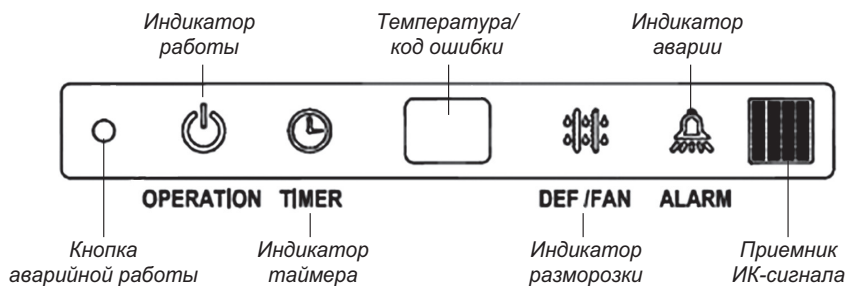 Индикатор
работы
Температура/
код ошибки
Индикатор
аварии
OPERATION TIMER DEF /FAN ALARM
Кнопка
аварийной работы
Индикатор
таймера
Индикатор
разморозки
Приемник
ИК-сигнала